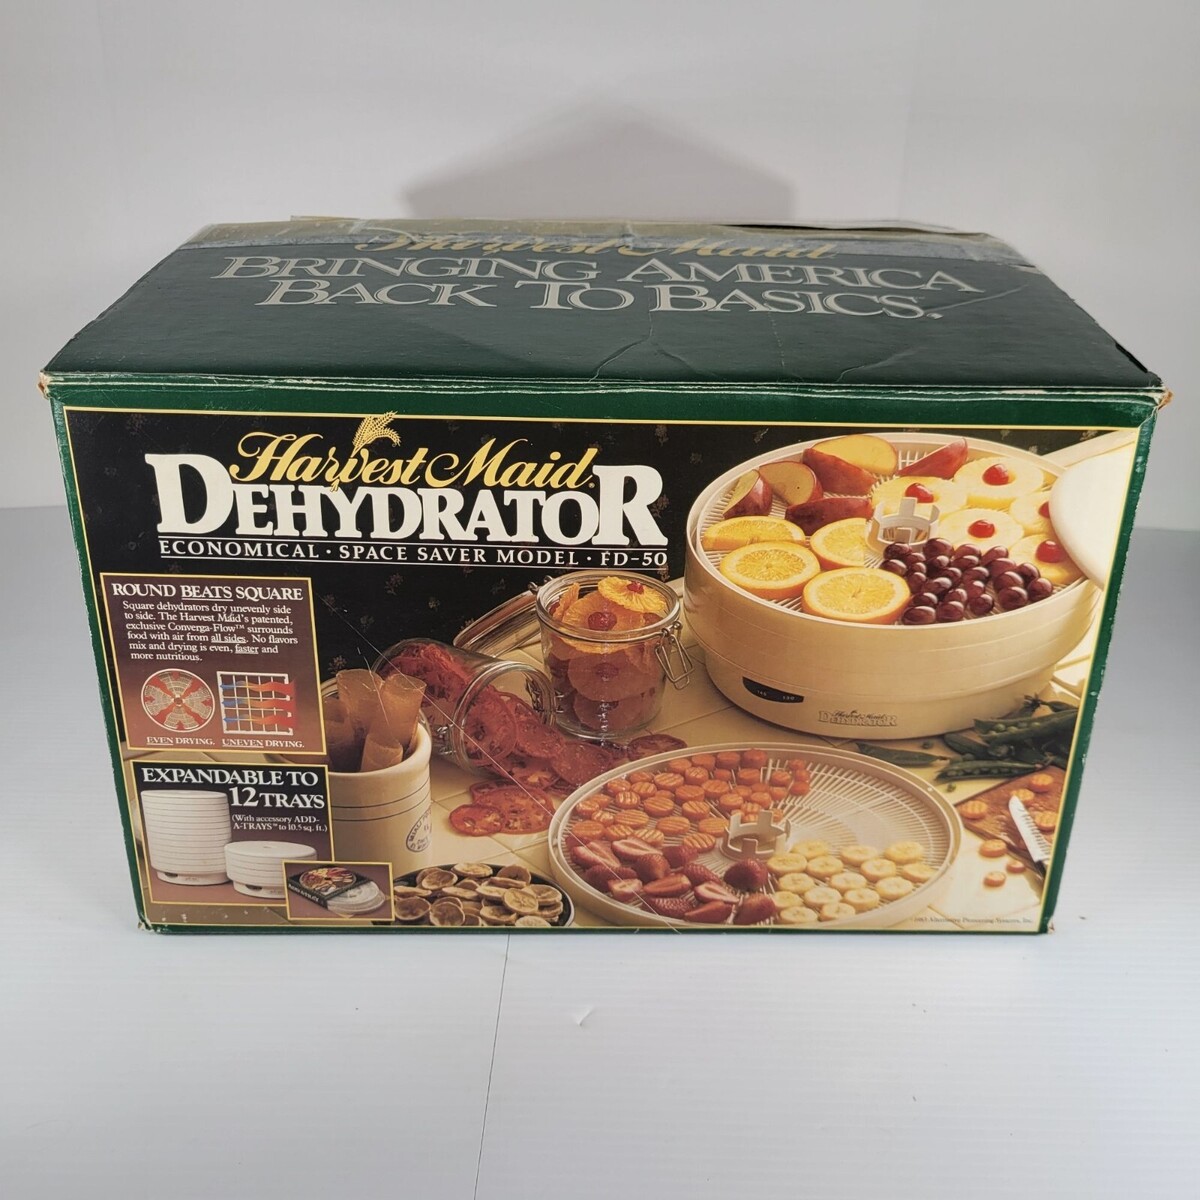 Harvest Maid
BRINGING AMERICA
BACK TO BASICS.
Harvest Maid®
DEHYDRATOR
ECONOMICAL · SPACE SAVER MODEL · FD-50
ROUND BEATS SQUARE
Square dehydrators dry unevenly side
to side. The Harvest Maid's patented,
exclusive Converga-Flow™ surrounds
food with air from all sides. No flavors
mix and drying is even, faster and
more nutritious.
EVEN DRYING.
UNEVEN DRYING.
EXPANDABLE TO
12 TRAYS
(With accessory ADD-
A-TRAYS™ to 10.5 sq. ft.)
Harvest Maid
DEHYDRATOR